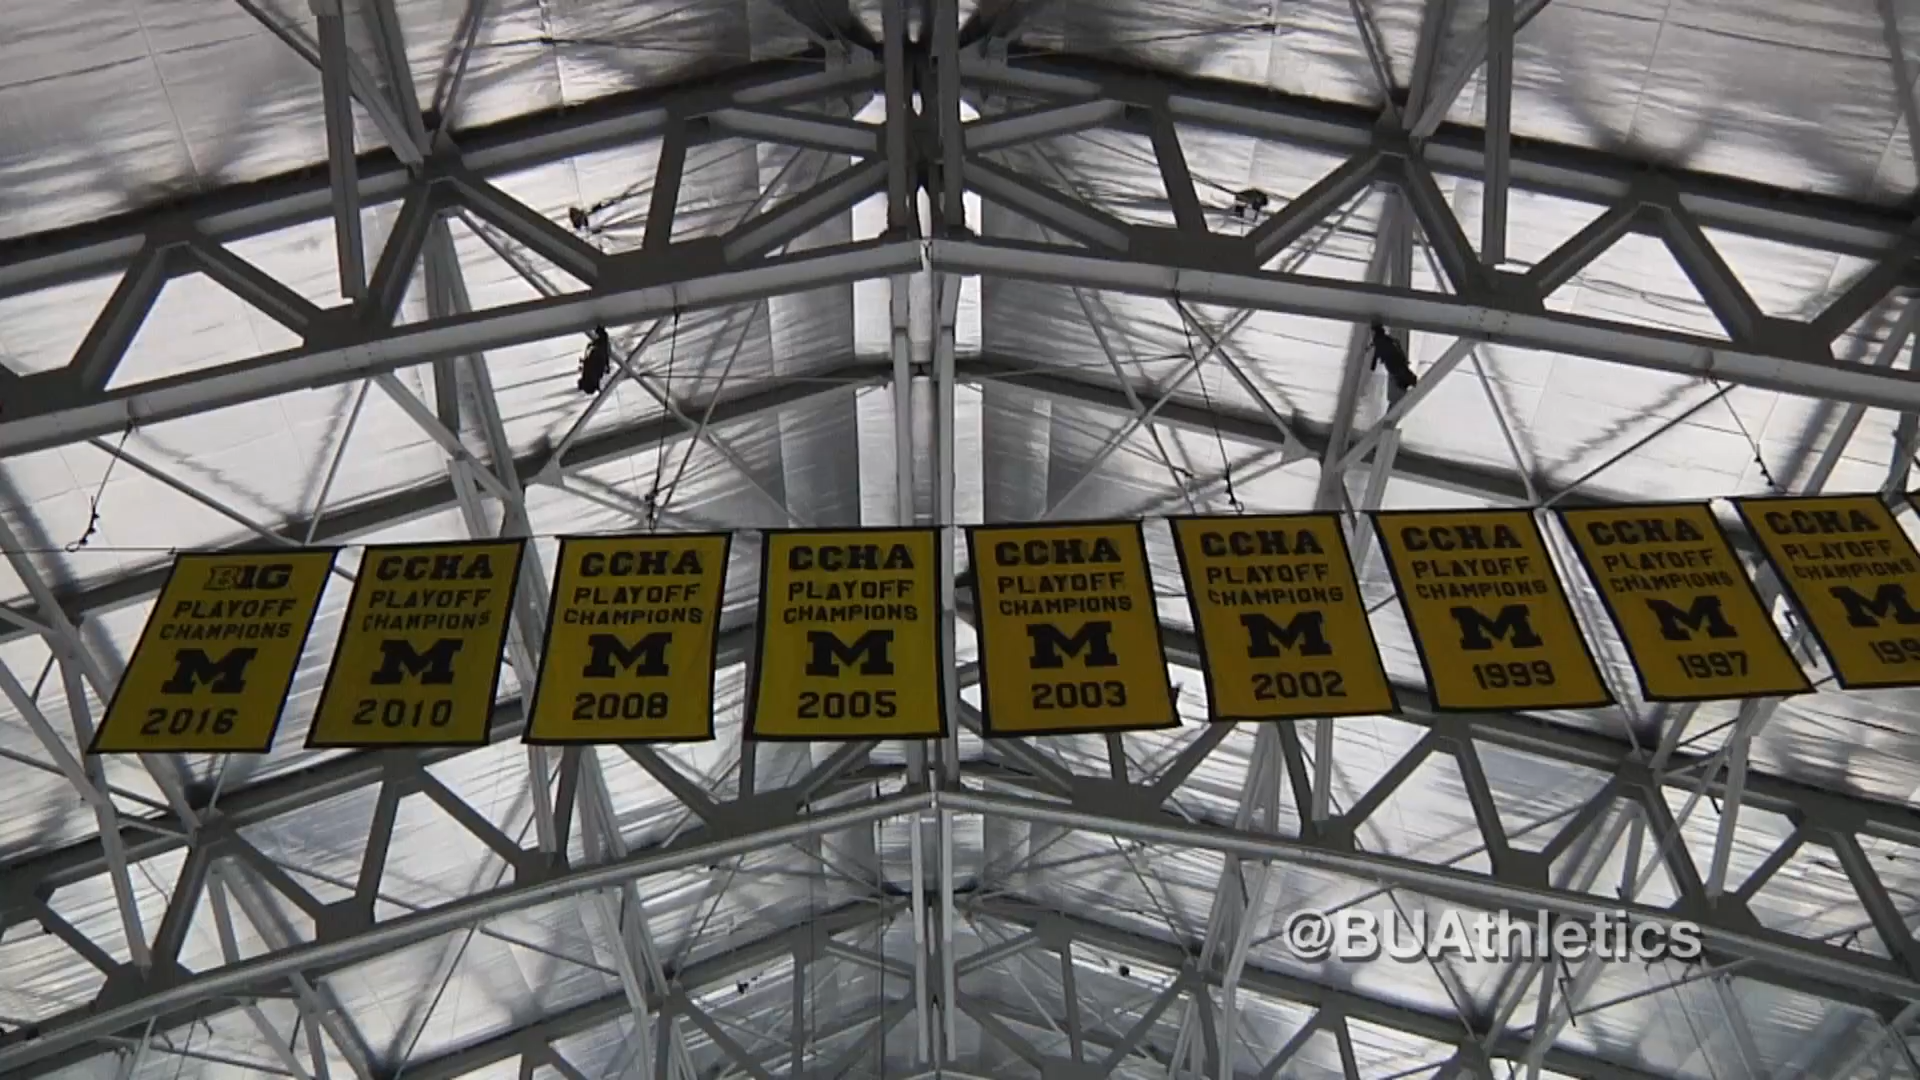 BIG
PLAYOFF
CHAMPIONS
M
2016
CCHA
PLAYOFF
CHAMPIONS
M
2010
CCHA
PLAYOFF
CHAMPIONS
M
2008
CCHA
PLAYOFF
CHAMPIONS
M
2005
CCHA
PLAYOFF
CHAMPIONS
M
2003
CCHA
PLAYOFF
CHAMPIONS
M
2002
CCHA
PLAYOFF
CHAMPIONS
M
1999
CCHA
PLAYOFF
CHAMPIONS
M
1997
CCHA
PLAYOFF
CHAMPIONS
M
@BUAthletics